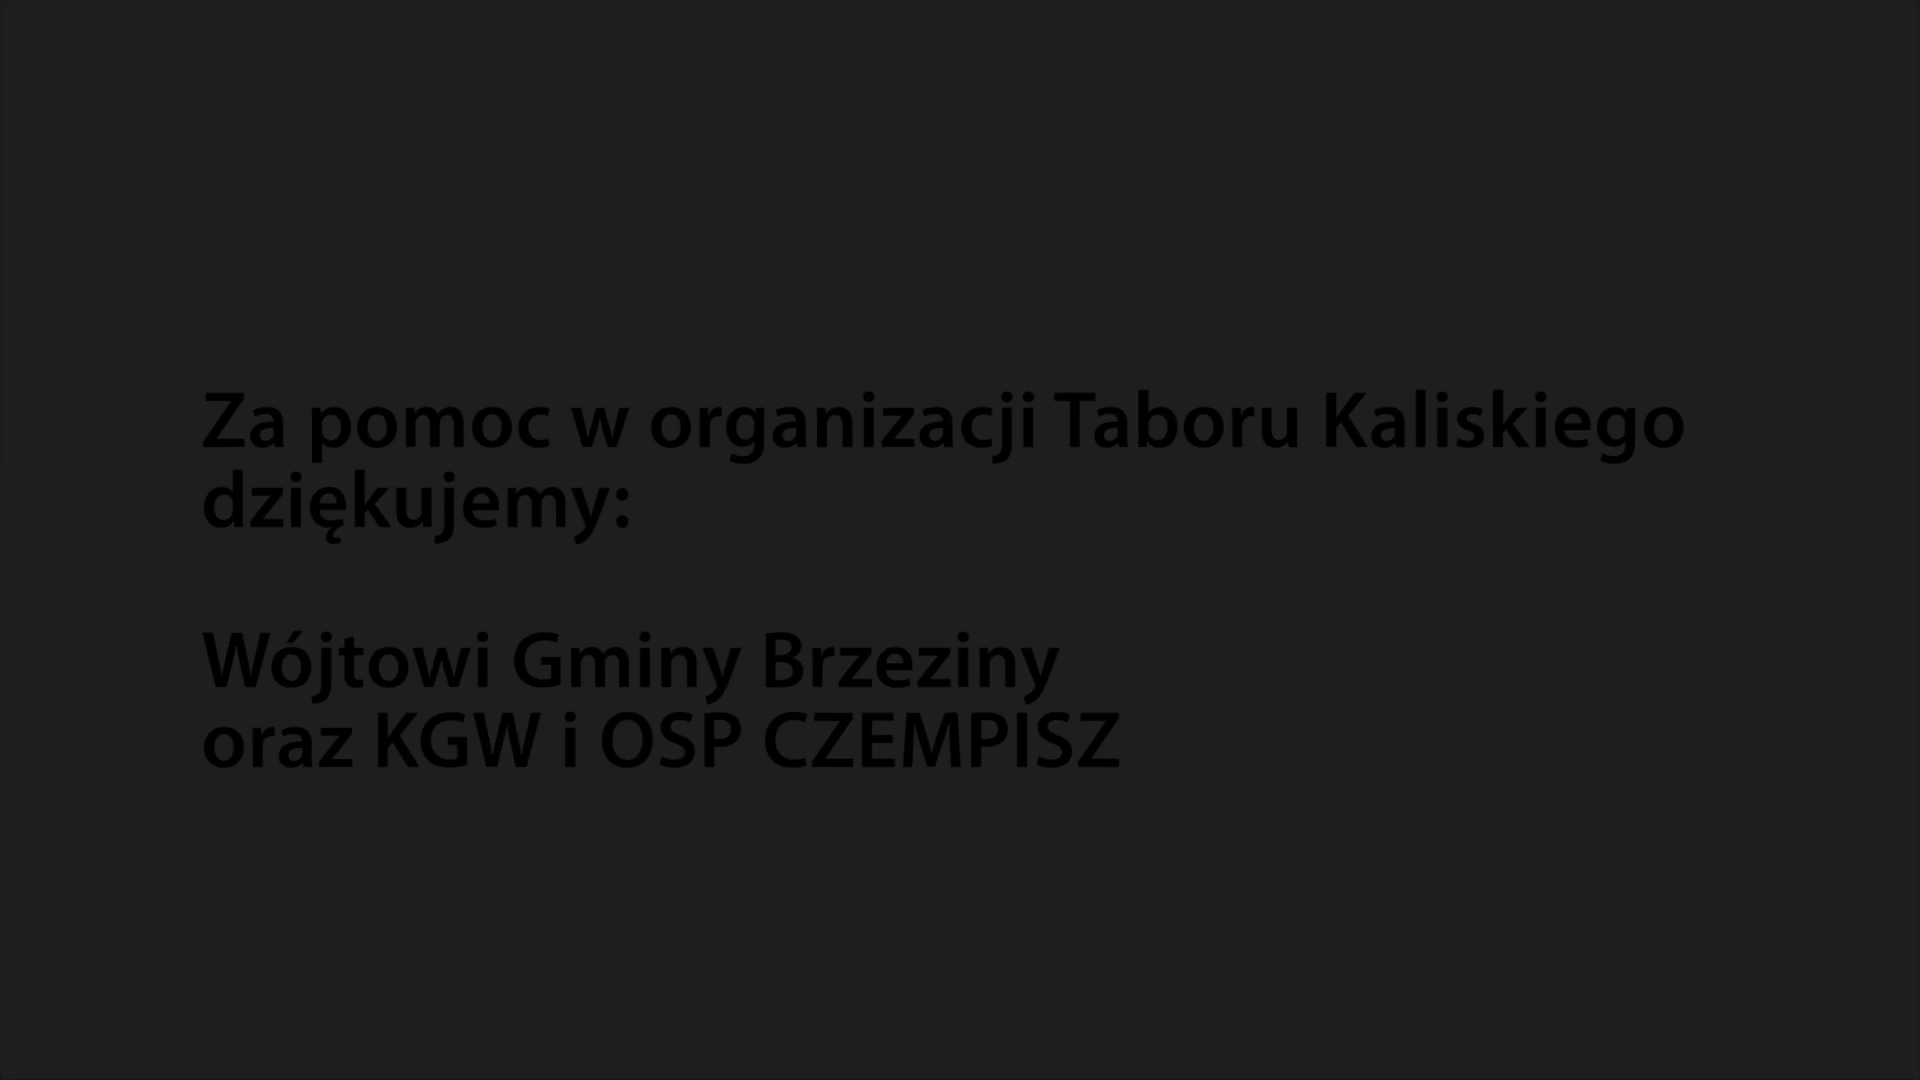 Za pomoc w organizacji Taboru Kaliskiego
dziękujemy:
Wójtowi Gminy Brzeziny
oraz KGW i OSP CZEMPISZ